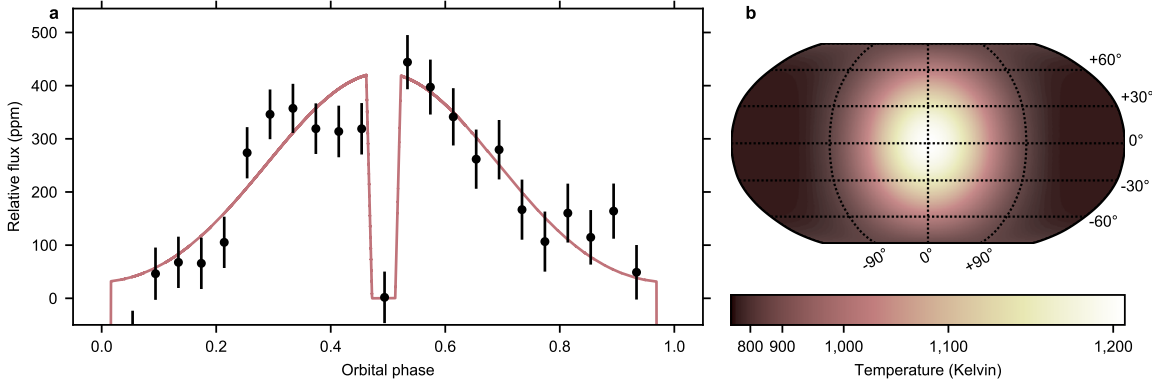 a
500
400
300
200
100
0
Relative flux (ppm)
0.0 0.2 0.4 0.6 0.8 1.0
Orbital phase
b
+60°
+30°
0°
-30°
-60°
-90° 0° +90°
800 900 1,000 1,100 1,200
Temperature (Kelvin)